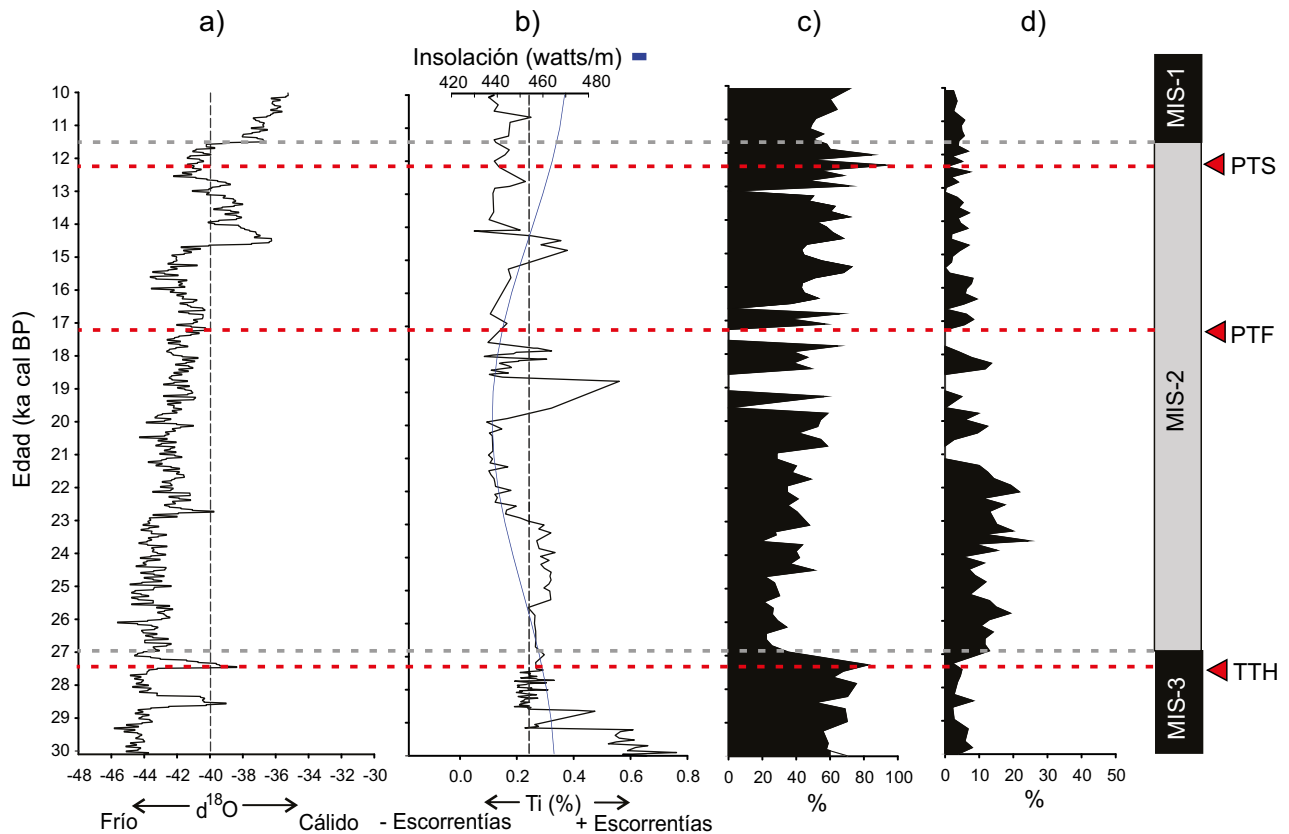 a) b) c) d)
Insolación (watts/m)
420 440 460 480
Edad (ka cal BP)
10
11
12
13
14
15
16
17
18
19
20
21
22
23
24
25
26
27
28
29
30
MIS-1
MIS-2
MIS-3
PTS
PTF
TTH
-48 -46 -44 -42 -40 -38 -36 -34 -32 -30
d18O
Frío Cálido
0.0 0.2 0.4 0.6 0.8
Ti (%)
- Escorrentías + Escorrentías
0 20 40 60 80 100
%
0 10 20 30 40 50
%